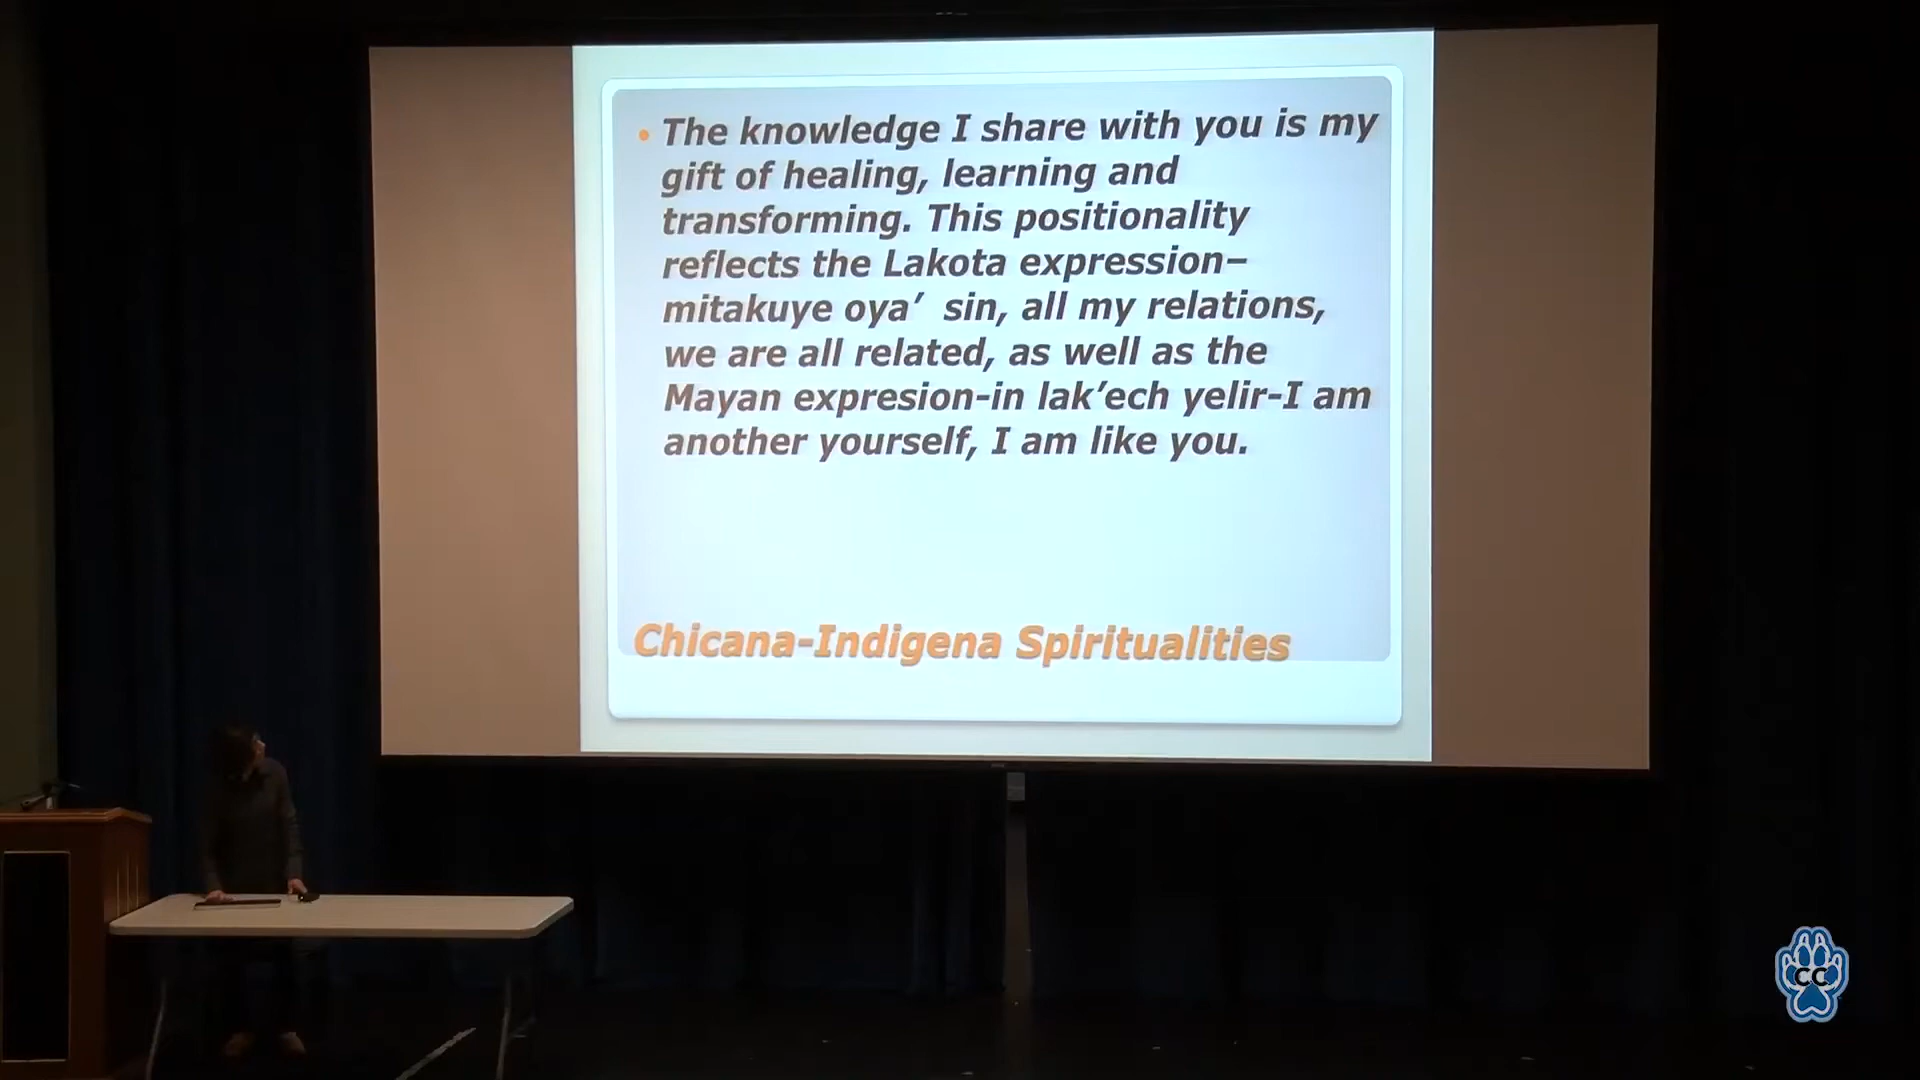 • The knowledge I share with you is my
gift of healing, learning and
transforming. This positionality
reflects the Lakota expression–
mitakuye oya’ sin, all my relations,
we are all related, as well as the
Mayan expresion-in lak’ech yelir-I am
another yourself, I am like you.
Chicana-Indigena Spiritualities
CC